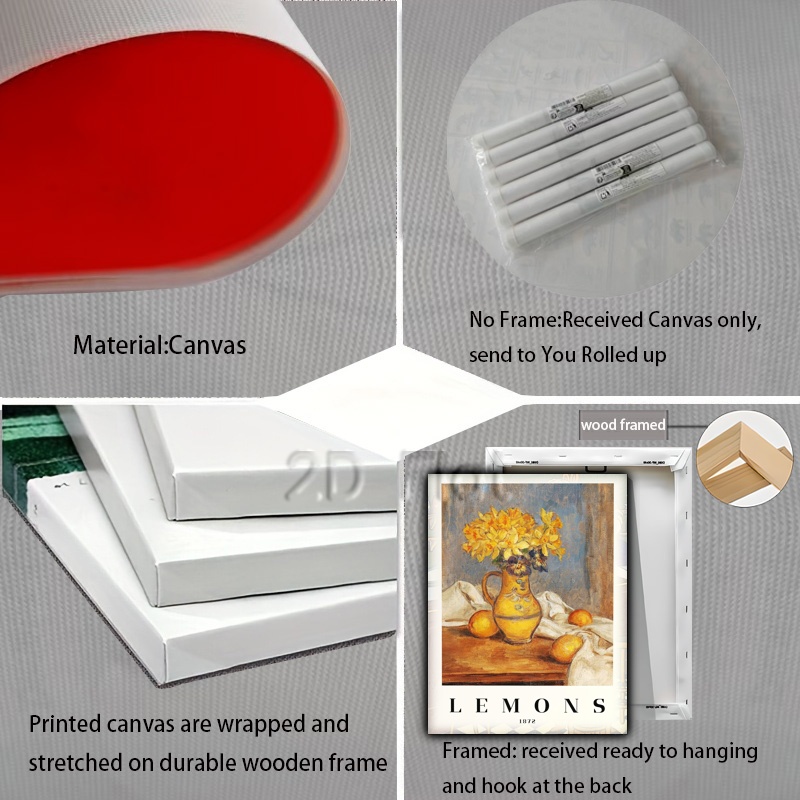 Material:Canvas
No Frame:Received Canvas only,
send to You Rolled up
wood framed
2D
LEMONS
1872
Printed canvas are wrapped and
stretched on durable wooden frame
Framed: received ready to hanging
and hook at the back